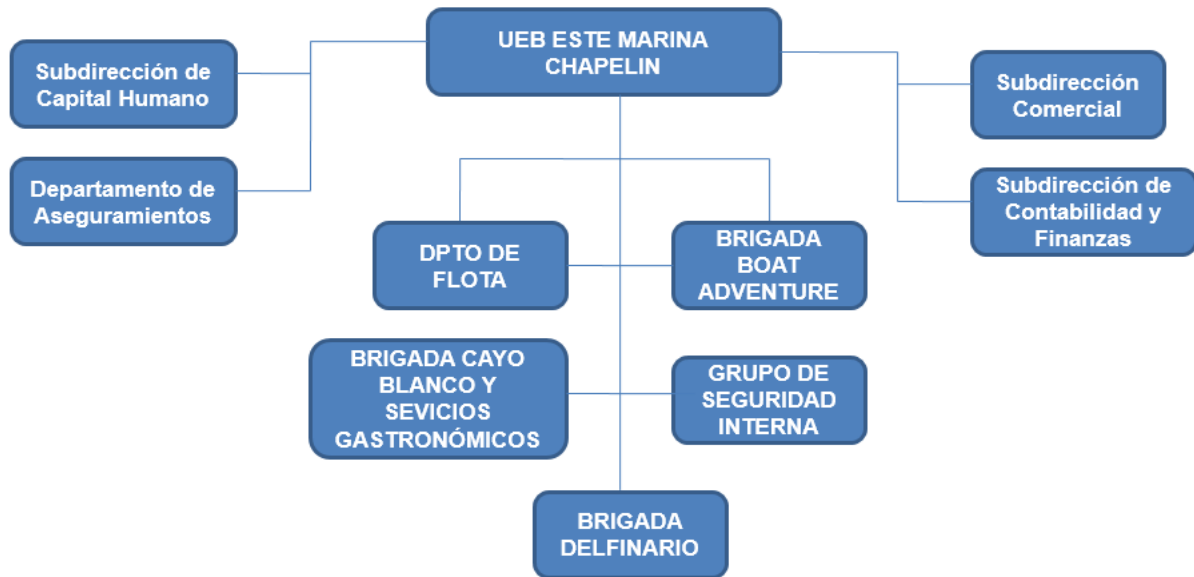 UEB ESTE MARINA
CHAPELIN
Subdirección de
Capital Humano
Subdirección
Comercial
Departamento de
Aseguramientos
Subdirección de
Contabilidad y
Finanzas
DPTO DE
FLOTA
BRIGADA
BOAT
ADVENTURE
BRIGADA CAYO
BLANCO Y
SEVICIOS
GASTRONÓMICOS
GRUPO DE
SEGURIDAD
INTERNA
BRIGADA
DELFINARIO